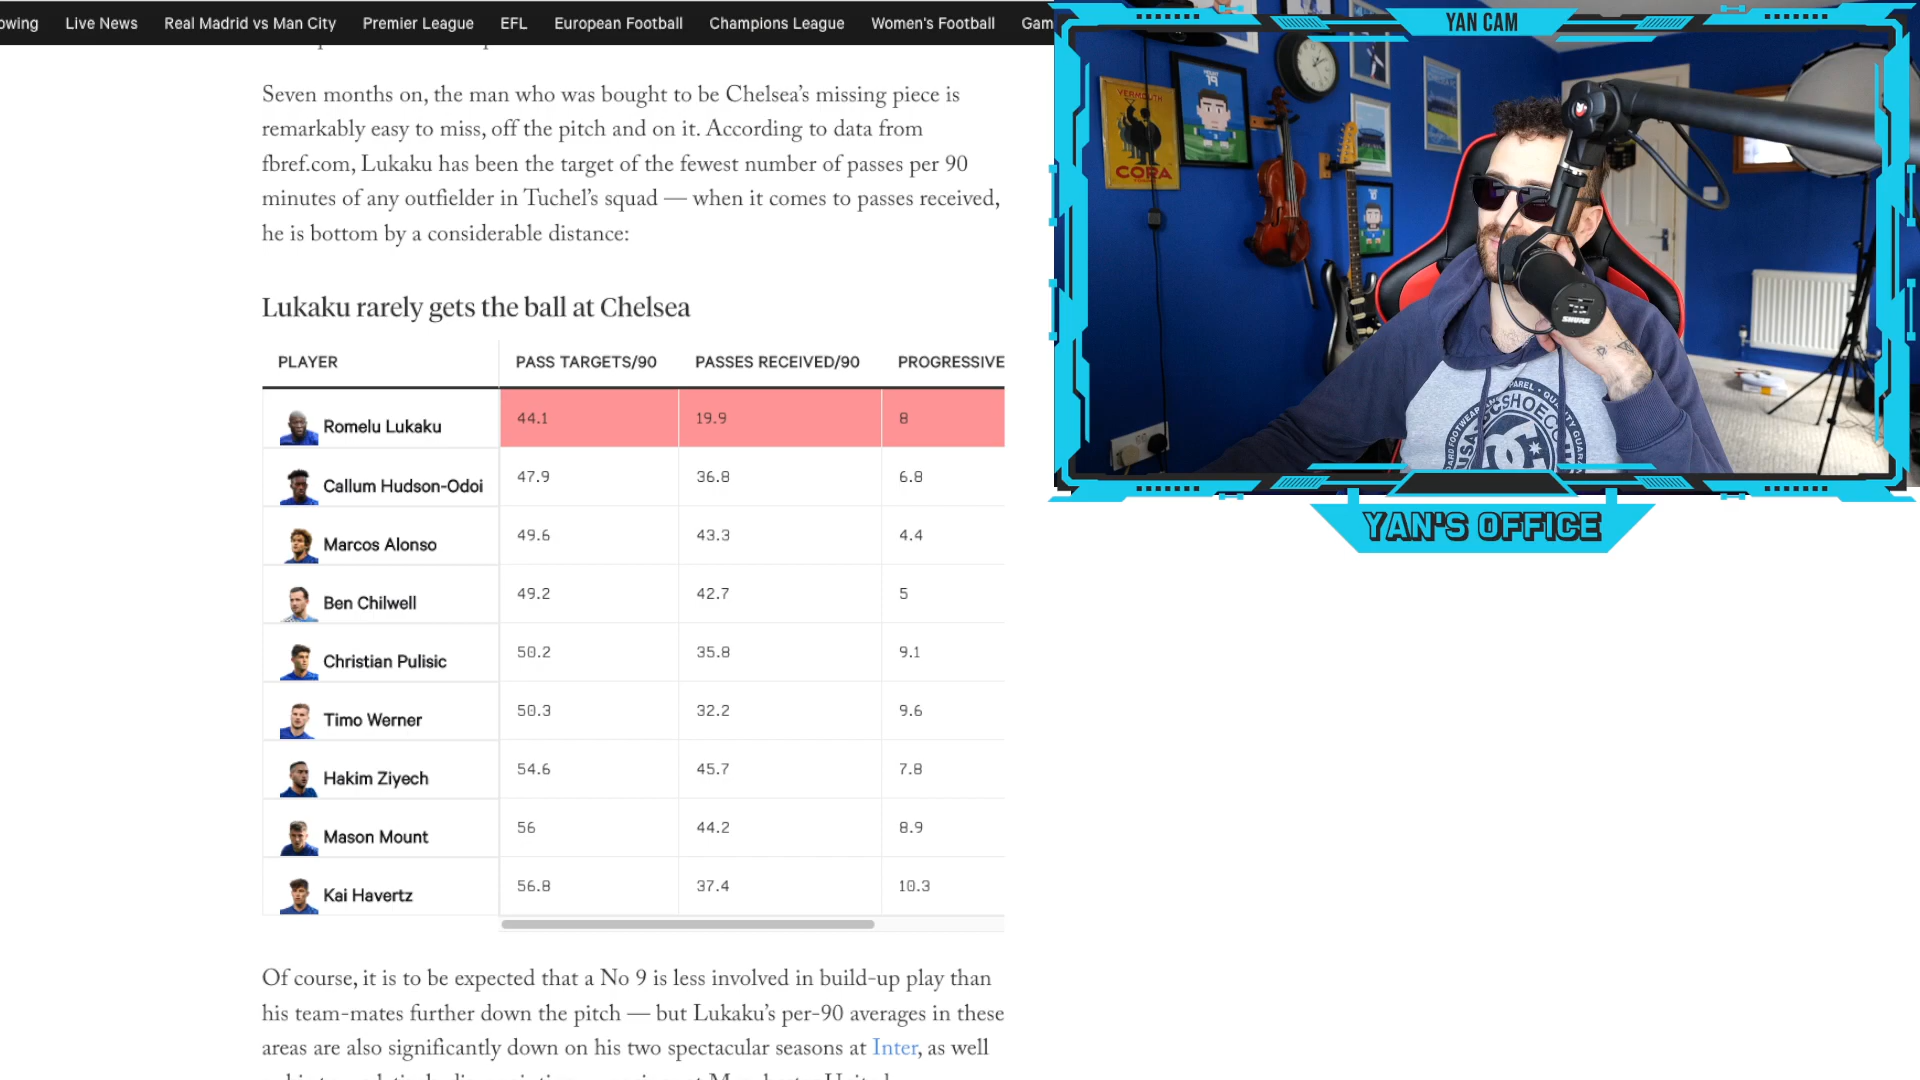 owing Live News Real Madrid vs Man City Premier League EFL European Football Champions League Women's Football Gam
Seven months on, the man who was bought to be Chelsea's missing piece is
remarkably easy to miss, off the pitch and on it. According to data from
fbref.com, Lukaku has been the target of the fewest number of passes per 90
minutes of any outfielder in Tuchel's squad — when it comes to passes received,
he is bottom by a considerable distance:
Lukaku rarely gets the ball at Chelsea
PLAYER PASS TARGETS/90 PASSES RECEIVED/90 PROGRESSIVE
Romelu Lukaku 44.1 19.9 8
Callum Hudson-Odoi 47.9 36.8 6.8
Marcos Alonso 49.6 43.3 4.4
Ben Chilwell 49.2 42.7 5
Christian Pulisic 50.2 35.8 9.1
Timo Werner 50.3 32.2 9.6
Hakim Ziyech 54.6 45.7 7.8
Mason Mount 56 44.2 8.9
Kai Havertz 56.8 37.4 10.3
Of course, it is to be expected that a No 9 is less involved in build-up play than
his team-mates further down the pitch — but Lukaku's per-90 averages in these
areas are also significantly down on his two spectacular seasons at Inter, as well
YAN CAM
VERMOUTH
CORA
MOUNT
19
SHURE
DCSHOECO
USA
YAN'S OFFICE